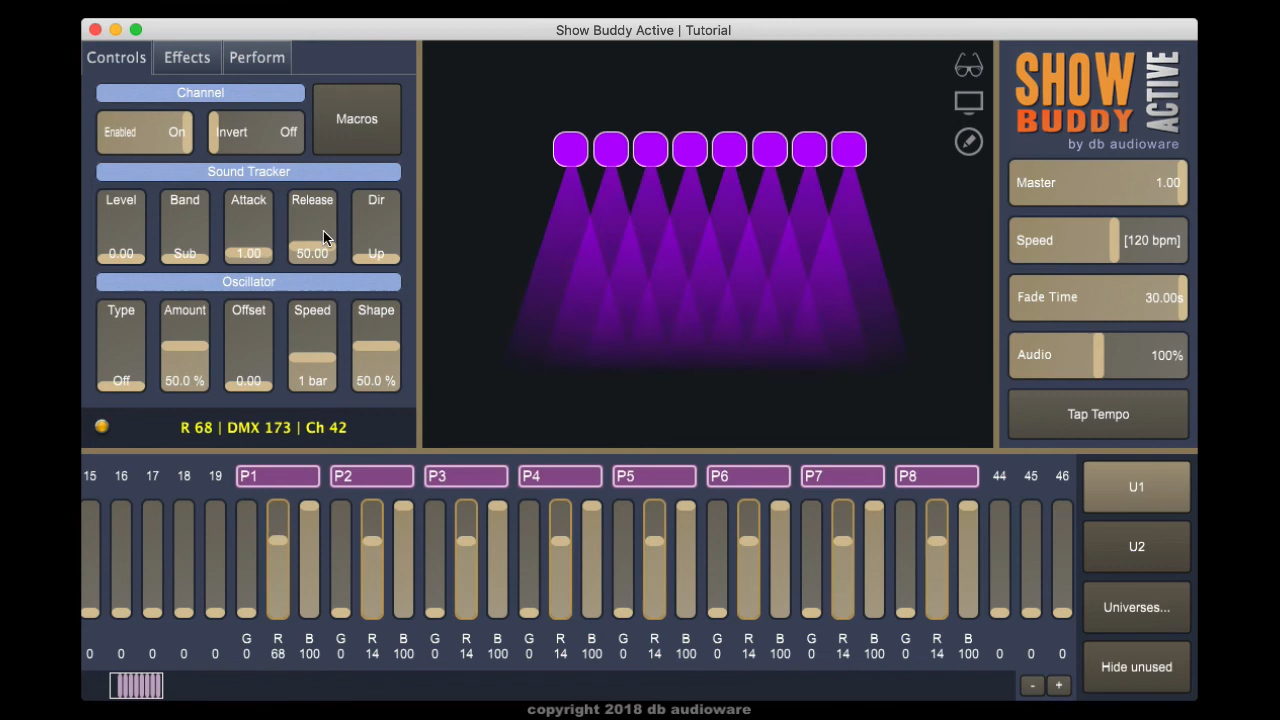 Show Buddy Active | Tutorial
Controls Effects Perform
Channel
Enabled On Invert Off Macros
Sound Tracker
Level Band Attack Release Dir
0.00 Sub 1.00 50.00 Up
Oscillator
Type Amount Offset Speed Shape
Off 50.0 % 0.00 1 bar 50.0 %
R 68 | DMX 173 | Ch 42
SHOW
BUDDY
ACTIVE
by db audioware
Master 1.00
Speed [120 bpm]
Fade Time 30.00s
Audio 100%
Tap Tempo
15 16 17 18 19 P1 P2 P3 P4 P5 P6 P7 P8 44 45 46
G R B G R B G R B G R B G R B G R B G R B G R B
0 0 0 0 0 0 68 100 0 14 100 0 14 100 0 14 100 0 14 100 0 14 100 0 14 100 0 14 100 0 0 0
U1
U2
Universes...
Hide unused
- +
copyright 2018 db audioware